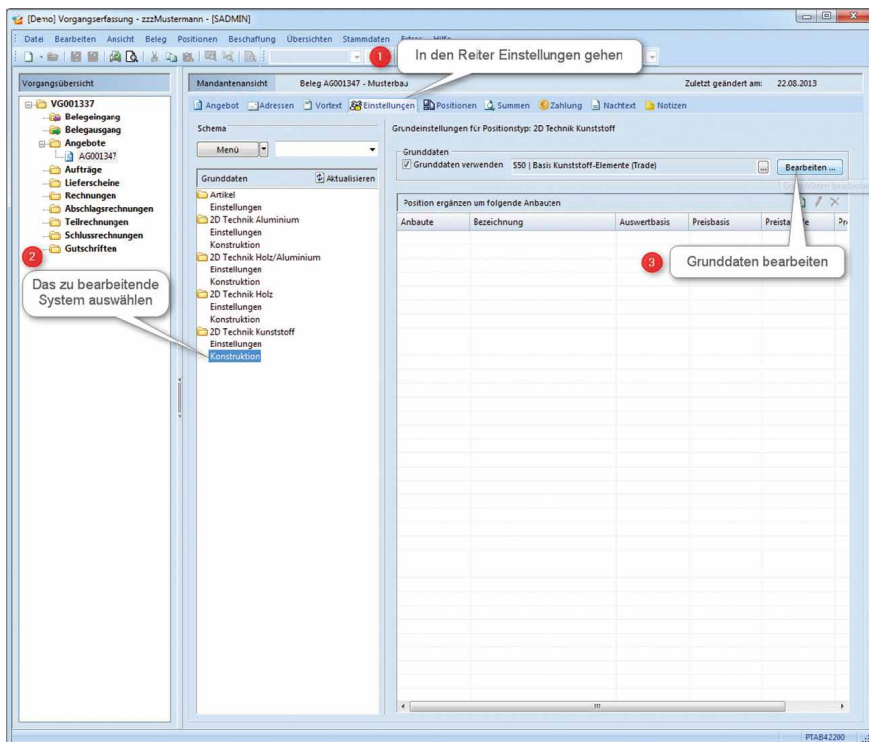 [Demo] Vorgangserfassung - zzzMustermann - [SADMIN]
Datei Bearbeiten Ansicht Beleg Positionen Beschaffung Übersichten Stammdaten Extras Hilfe
1
In den Reiter Einstellungen gehen
Vorgangsübersicht
VG001337
Belegeingang
Belegausgang
Angebote
AG001347
Aufträge
Lieferscheine
Rechnungen
Abschlagsrechnungen
Teilrechnungen
Schlussrechnungen
Gutschriften
2
Das zu bearbeitende
System auswählen
Mandantenansicht Beleg AG001347 - Musterbau Zuletzt geändert am: 22.08.2013
Angebot Adressen Vortext Einstellungen Positionen Summen Zahlung Nachtext Notizen
Schema
Menü
Grunddaten Aktualisieren
Artikel
Einstellungen
2D Technik Aluminium
Einstellungen
Konstruktion
2D Technik Holz/Aluminium
Einstellungen
Konstruktion
2D Technik Holz
Einstellungen
Konstruktion
2D Technik Kunststoff
Einstellungen
Konstruktion
Grundeinstellungen für Positionstyp: 2D Technik Kunststoff
Grunddaten
Grunddaten verwenden S50 | Basis Kunststoff-Elemente (Trade) ... Bearbeiten ...
Position ergänzen um folgende Anbauten
Anbaute Bezeichnung Auswertbasis Preisbasis
3
Grunddaten bearbeiten
PTAB42200